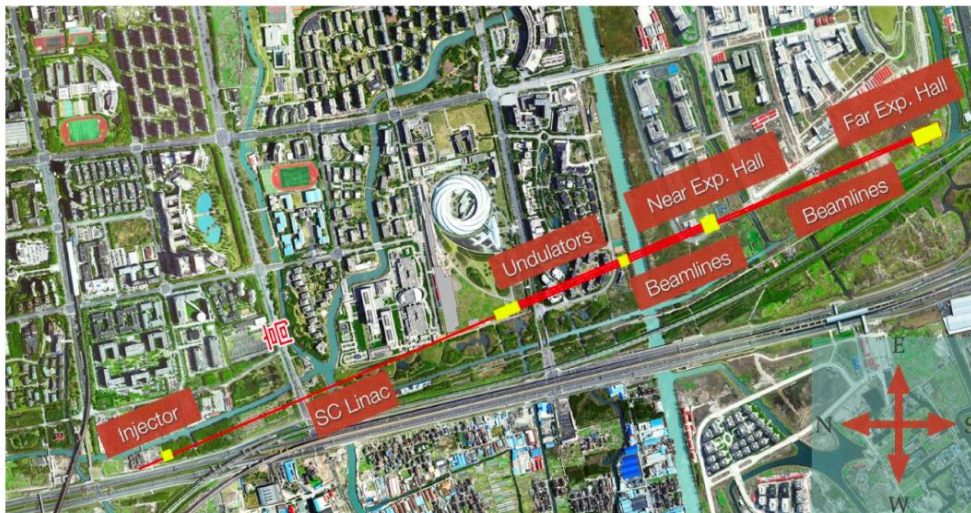 Far Exp. Hall
Near Exp. Hall
Beamlines
Undulators
Beamlines
SC Linac
Injector
E
N
S
W